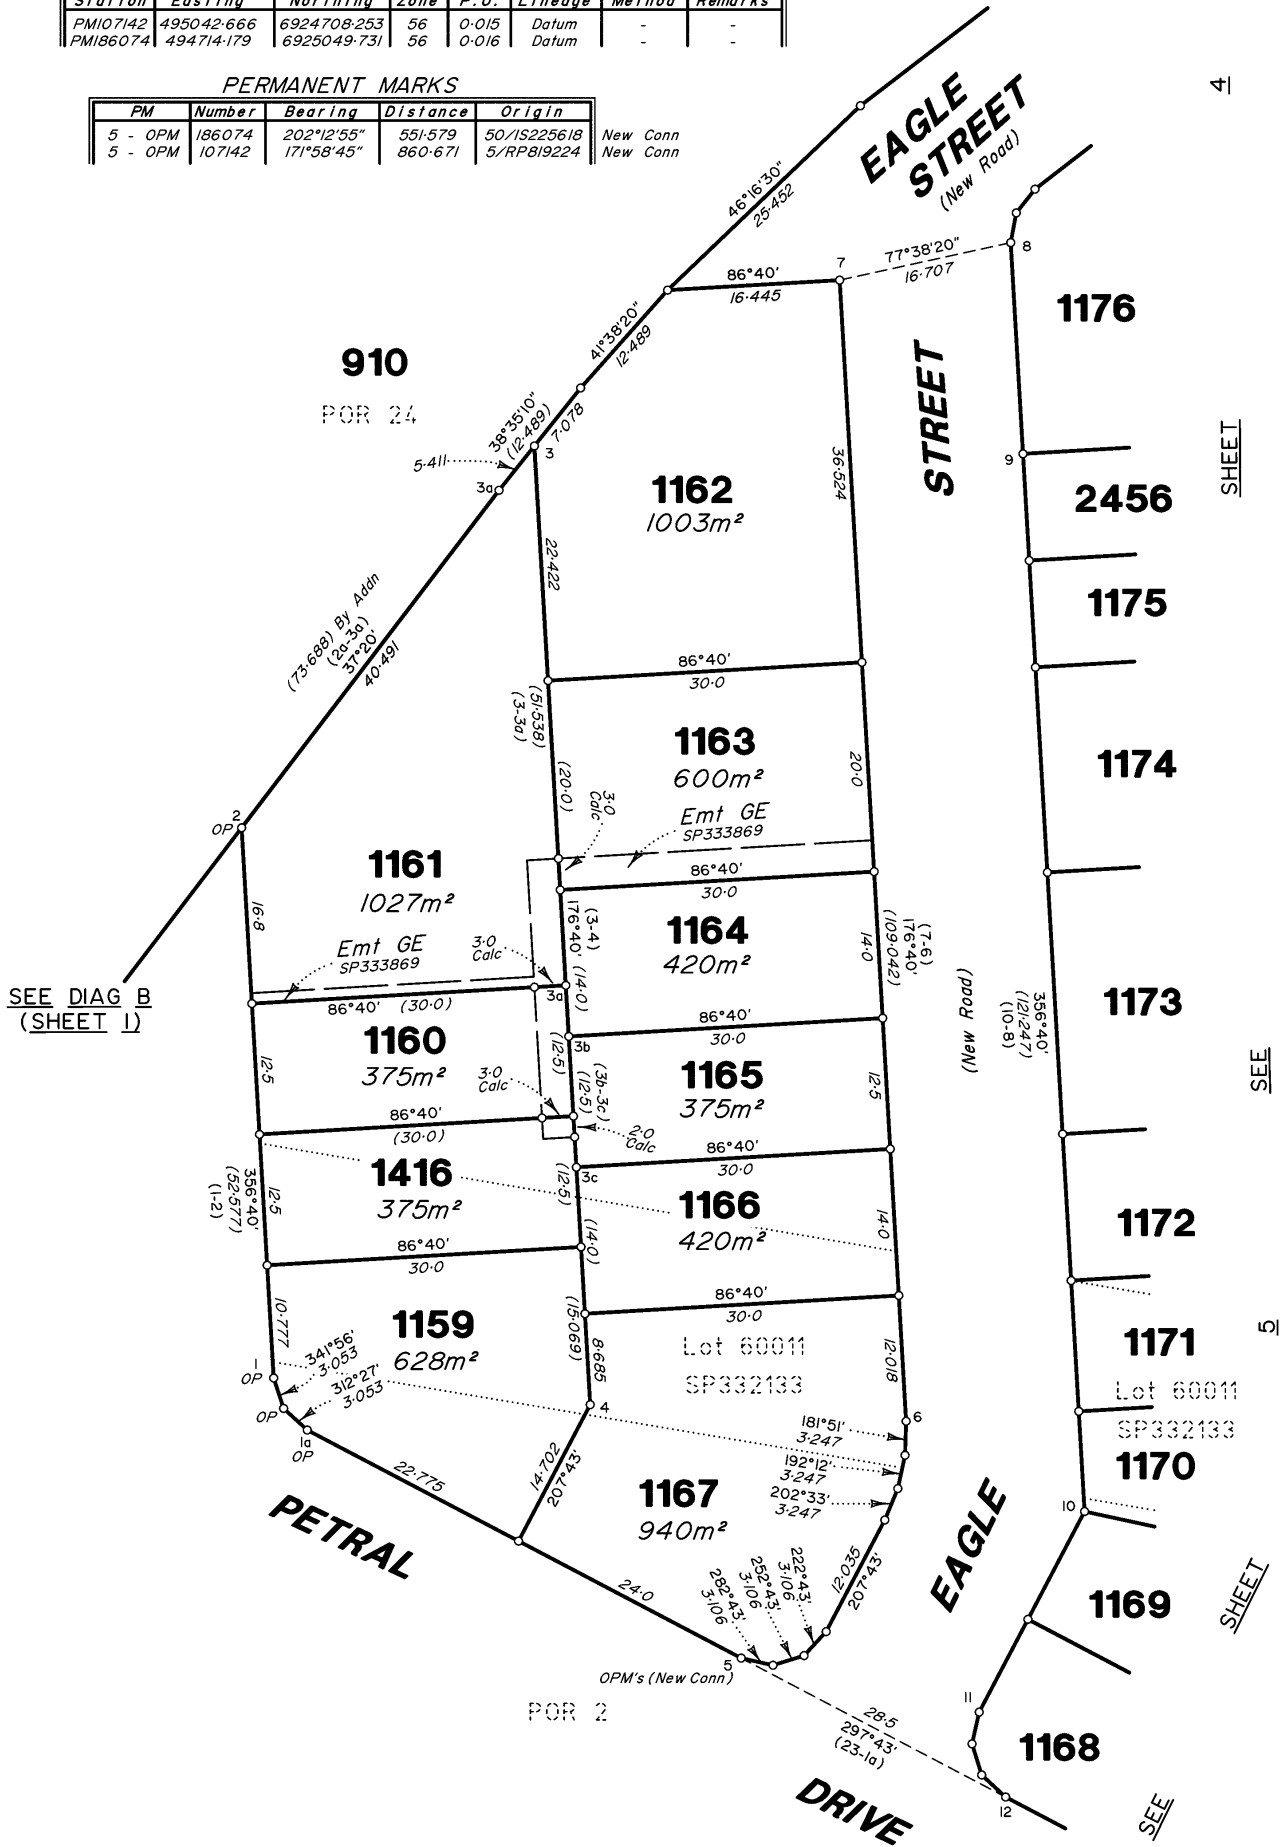 Station Easting Northing Zone P.U. Lineage Method Remarks
PM107142 495042·666 6924708·253 56 0·015 Datum - -
PM186074 494714·179 6925049·731 56 0·016 Datum - -
PERMANENT MARKS
PM Number Bearing Distance Origin
5 - OPM 186074 202°12'55" 551·579 50/IS225618 New Conn
5 - OPM 107142 171°58'45" 860·671 5/RP819224 New Conn
4
EAGLE
STREET
(New Road)
46°16'30"
25·452
77°38'20"
16·707
7
8
86°40'
16·445
1176
41°38'20"
12·489
910
POR 24
38°35'10"
(12·489)
7·078
5·411
3
3a
STREET
36·524
9
SHEET
1162
1003m²
2456
22·422
1175
(73·688) By Addn
(2a-3a)
37°20'
40·491
86°40'
30·0
(51·538)
(3-3a)
1163
600m²
(20·0)
20·0
3·0
Calc
Emt GE
SP333869
1174
2
OP
1161
1027m²
86°40'
30·0
16·8
Emt GE
SP333869
3·0
Calc
(3-4)
176°40'
(14·0)
1164
420m²
14·0
(7-6)
176°40'
(109·042)
SEE DIAG B
(SHEET 1)
86°40' (30·0)
3a
(New Road)
356°40'
(121·247)
(10-8)
1173
1160
375m²
12·5
86°40'
30·0
3b
(12·5)
3·0
Calc
(3b-3c)
(12·5)
1165
375m²
12·5
SEE
86°40'
(30·0)
2·0
Calc
86°40'
30·0
3c
1416
375m²
356°40'
(52·577)
(1-2)
12·5
(12·5)
1166
420m²
14·0
(14·0)
1172
86°40'
30·0
86°40'
30·0
10·777
1159
628m²
(15·069)
8·685
Lot 60011
SP332133
12·018
1171
5
Lot 60011
SP332133
1
OP
341°56'
3·053
312°27'
3·053
OP
1a
OP
4
6
181°51'
3·247
192°12'
3·247
202°33'
3·247
1170
22·775
14·702
207°43'
1167
940m²
10
PETRAL
EAGLE
12·035
207°43'
222°43'
3·106
252°43'
3·106
282°43'
3·106
24·0
1169
SHEET
5
OPM's (New Conn)
POR 2
11
28·5
297°43'
(23-1a)
1168
12
DRIVE
SEE